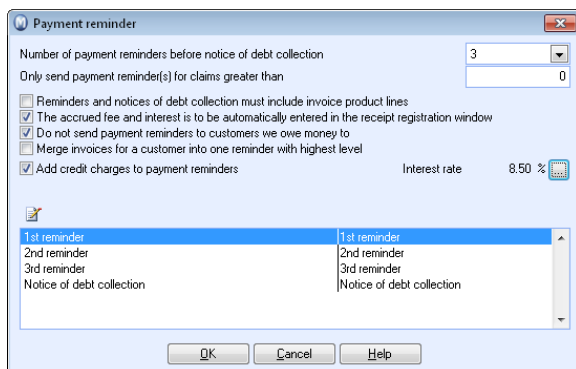 Payment reminder
Number of payment reminders before notice of debt collection 3
Only send payment reminder(s) for claims greater than 0
Reminders and notices of debt collection must include invoice product lines
The accrued fee and interest is to be automatically entered in the receipt registration window
Do not send payment reminders to customers we owe money to
Merge invoices for a customer into one reminder with highest level
Add credit charges to payment reminders Interest rate 8.50 % ...
1st reminder 1st reminder
2nd reminder 2nd reminder
3rd reminder 3rd reminder
Notice of debt collection Notice of debt collection
OK Cancel Help